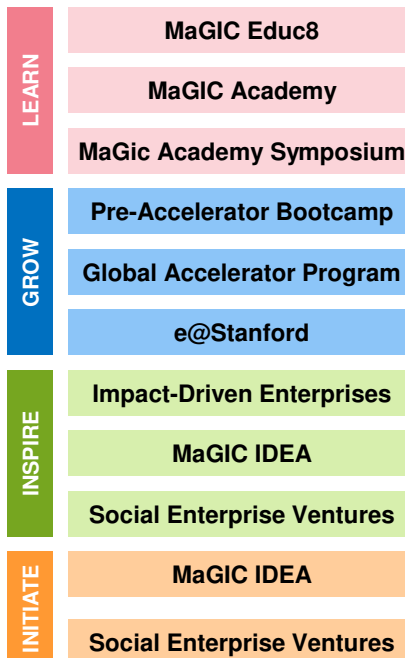 LEARN
MaGIC Educ8
MaGIC Academy
MaGic Academy Symposium
GROW
Pre-Accelerator Bootcamp
Global Accelerator Program
e@Stanford
INSPIRE
Impact-Driven Enterprises
MaGIC IDEA
Social Enterprise Ventures
INITIATE
MaGIC IDEA
Social Enterprise Ventures